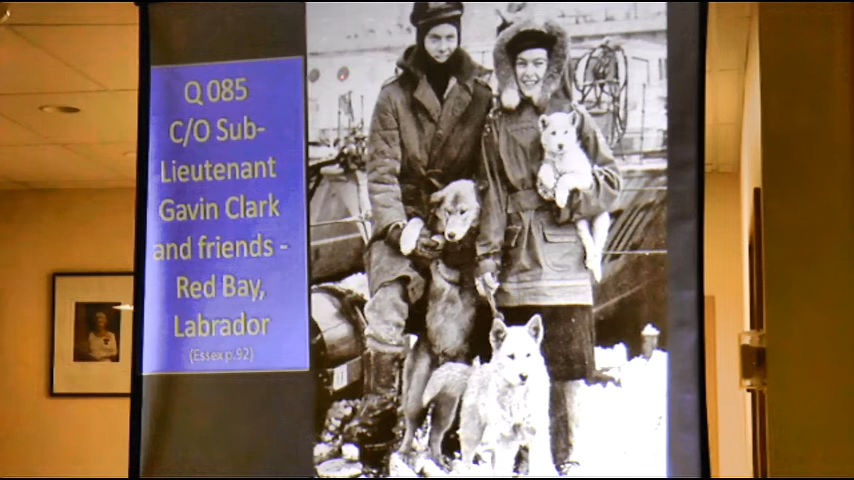 Q 085
C/O Sub-
Lieutenant
Gavin Clark
and friends -
Red Bay,
Labrador
(Essex p.92)